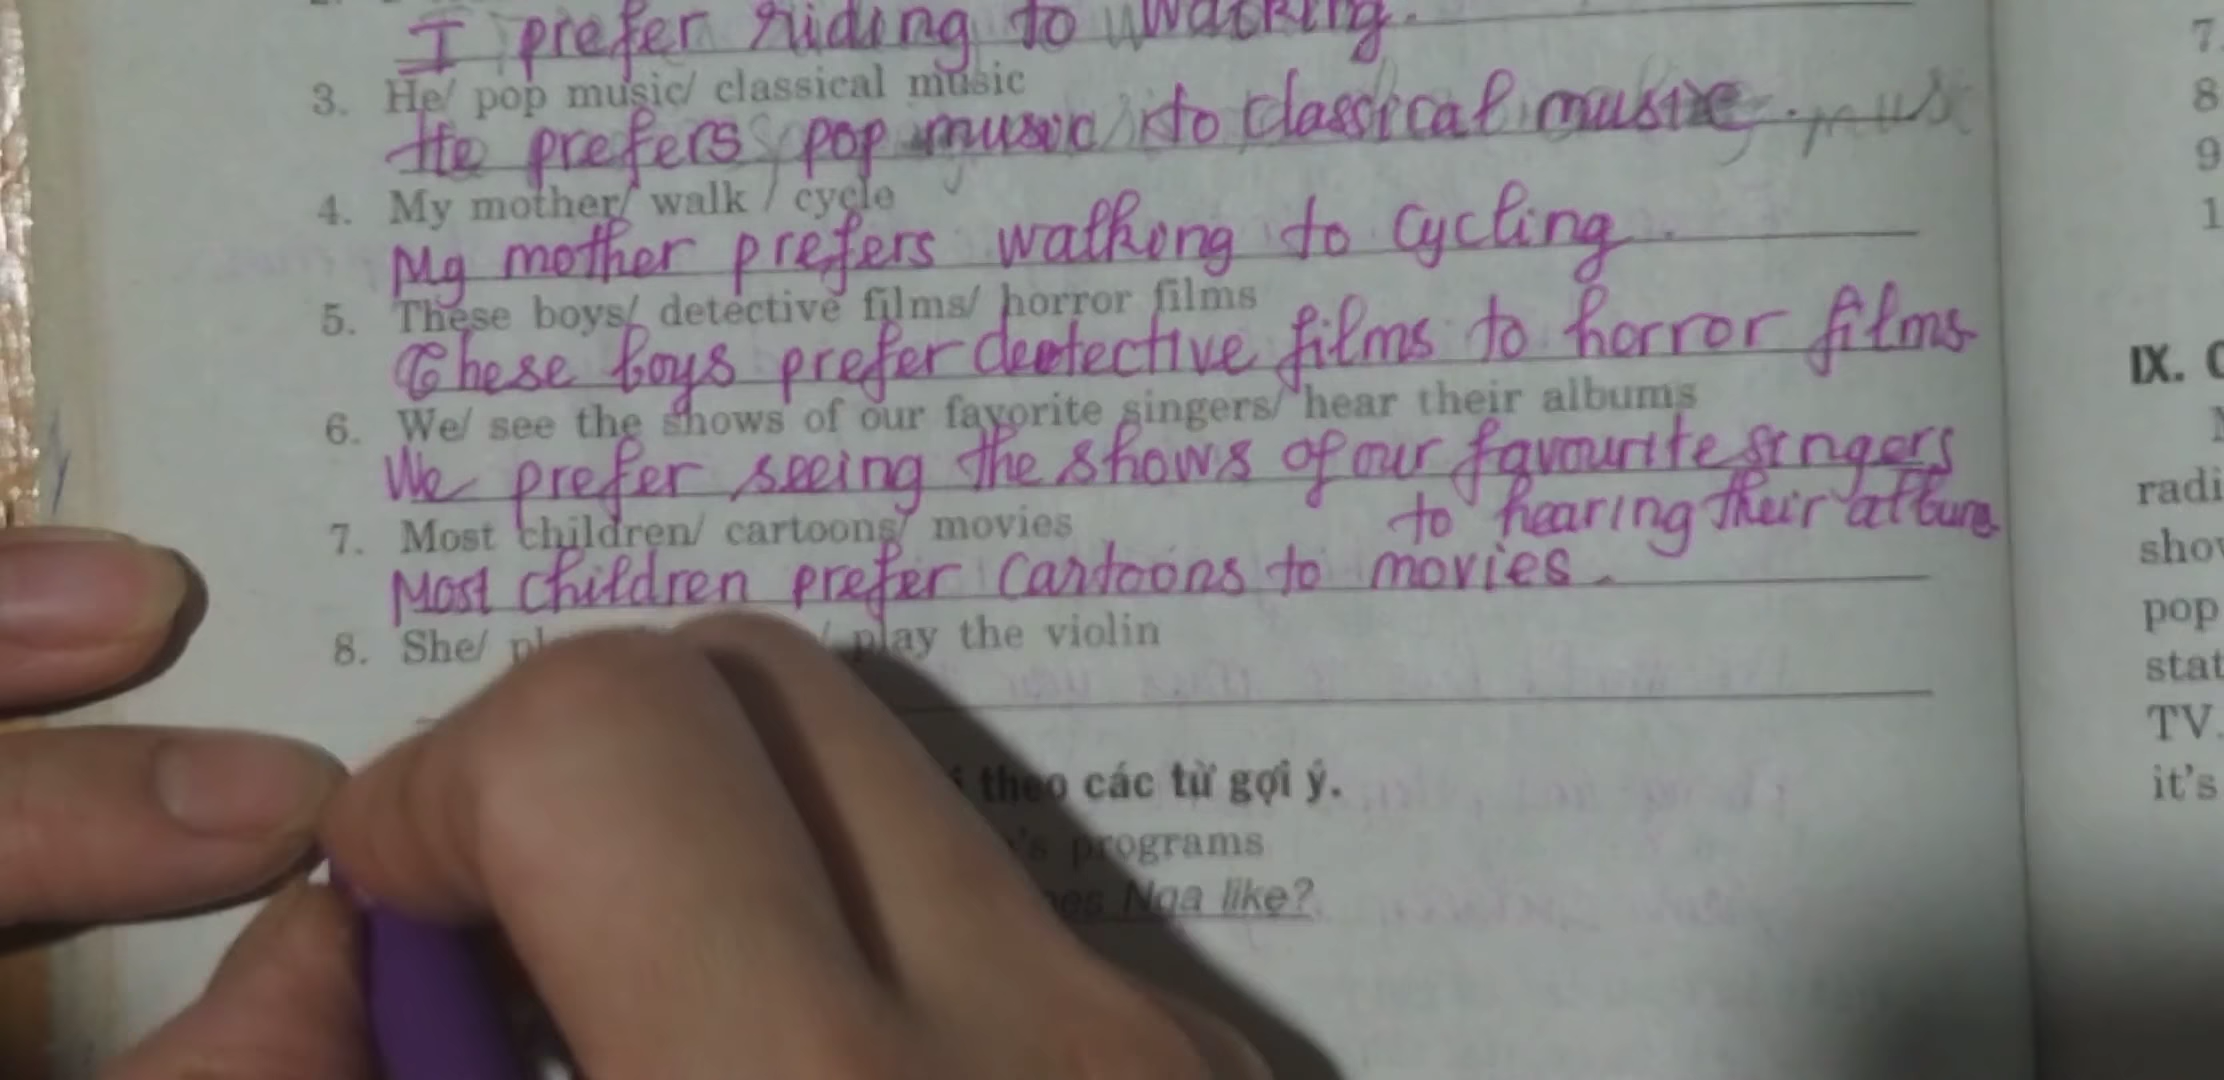 I prefer riding to walking.
3. He/ pop music/ classical music
He prefers pop music to classical music.
4. My mother/ walk / cycle
My mother prefers walking to cycling.
5. These boys/ detective films/ horror films
These boys prefer detective films to horror films
6. We/ see the shows of our favorite singers/ hear their albums
We prefer seeing the shows of our favourite singers
to hearing their albums
7. Most children/ cartoons/ movies
Most children prefer cartoons to movies.
8. She/ play the violin
theo các từ gợi ý.
programs
Nga like?
7.
8
9
1
IX.
radi
show
pop
stat
TV.
it's